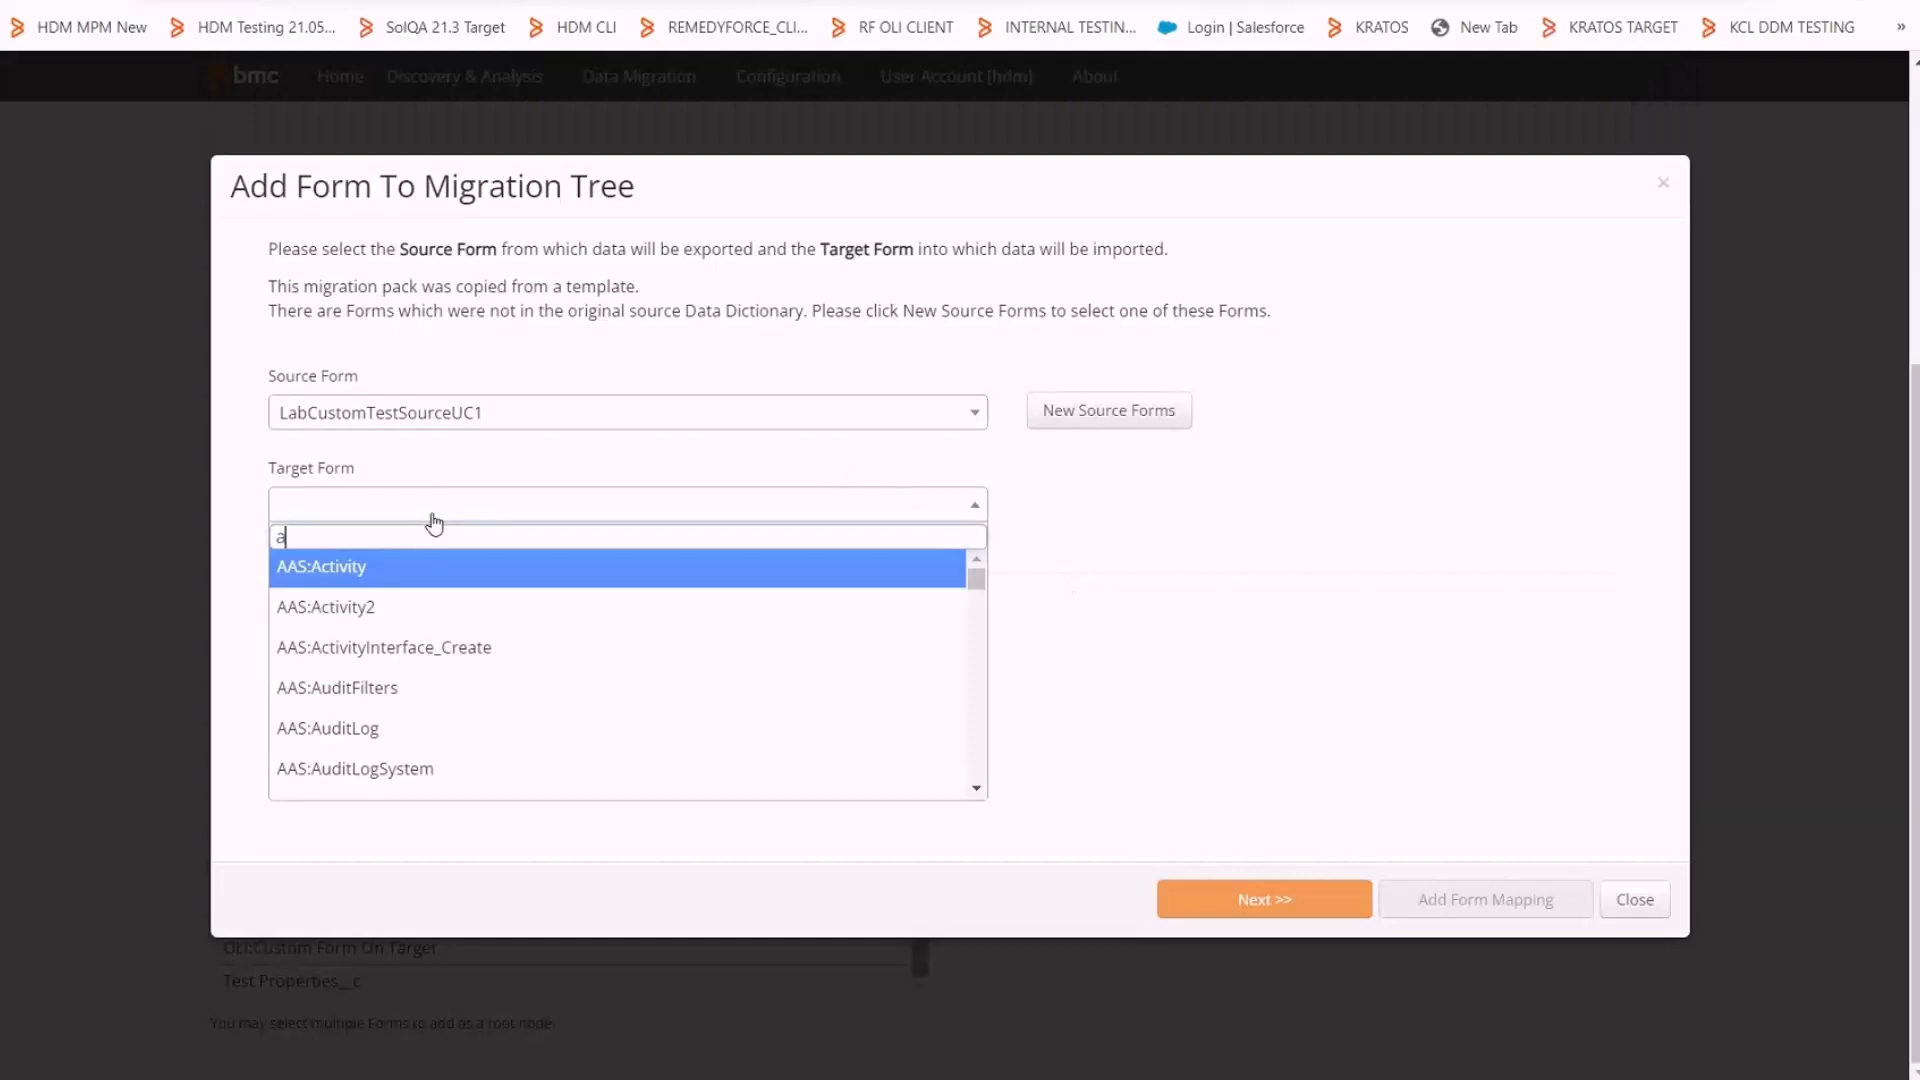 HDM MPM New
HDM Testing 21.05...
SolQA 21.3 Target
HDM CLI
REMEDYFORCE_CLI...
RF OLI CLIENT
INTERNAL TESTIN...
Login | Salesforce
KRATOS
New Tab
KRATOS TARGET
KCL DDM TESTING
»
bmc
Home
Discovery & Analysis
Data Migration
Configuration
User Account [hdm]
About
Add Form To Migration Tree
×
Please select the Source Form from which data will be exported and the Target Form into which data will be imported.
This migration pack was copied from a template.
There are Forms which were not in the original source Data Dictionary. Please click New Source Forms to select one of these Forms.
Source Form
LabCustomTestSourceUC1
New Source Forms
Target Form
a
AAS:Activity
AAS:Activity2
AAS:ActivityInterface_Create
AAS:AuditFilters
AAS:AuditLog
AAS:AuditLogSystem
Next >>
Add Form Mapping
Close
OLI:Custom Form On Target
Test Properties__c
You may select multiple Forms to add as a root node